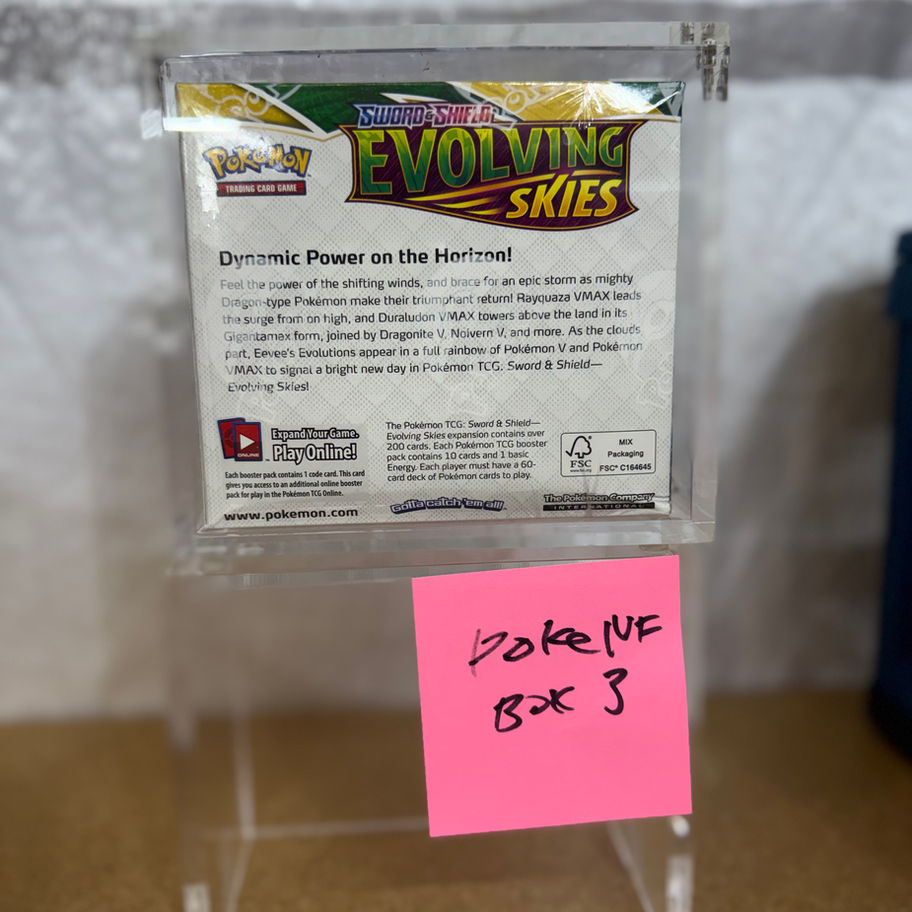 SWORD & SHIELD
EVOLVING
SKIES
POKéMON
TRADING CARD GAME
Dynamic Power on the Horizon!
Feel the power of the shifting winds, and brace for an epic storm as mighty
Dragon-type Pokémon make their triumphant return! Rayquaza VMAX leads
the surge from on high, and Duraludon VMAX towers above the land in its
Gigantamax form, joined by Dragonite V, Noivern V, and more. As the clouds
part, Eevee's Evolutions appear in a full rainbow of Pokémon V and Pokémon
VMAX to signal a bright new day in Pokémon TCG: Sword & Shield—
Evolving Skies!
ONLINE
Expand Your Game.
Play Online!
Each booster pack contains 1 code card. This card
gives you access to an additional online booster
pack for play in the Pokémon TCG Online.
www.pokemon.com
The Pokémon TCG: Sword & Shield—
Evolving Skies expansion contains over
200 cards. Each Pokémon TCG booster
pack contains 10 cards and 1 basic
Energy. Each player must have a 60-
card deck of Pokémon cards to play.
Gotta catch 'em all!
FSC
www.fsc.org
MIX
Packaging
FSC® C164645
The Pokémon Company
INTERNATIONAL
PokeNF
Box 3